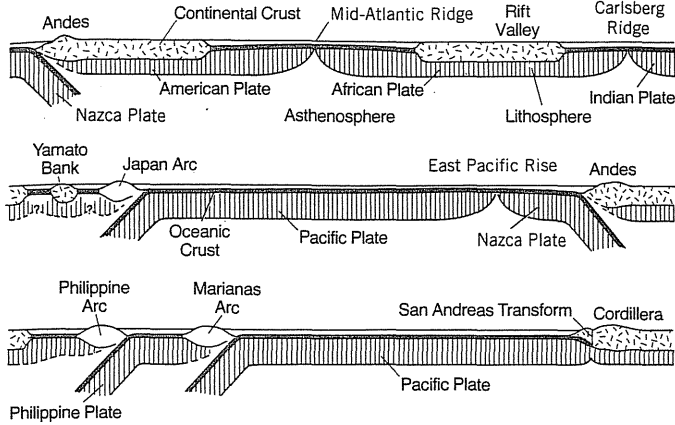 Andes
Continental Crust
Mid-Atlantic Ridge
Rift
Valley
Carlsberg
Ridge
American Plate
African Plate
Indian Plate
Nazca Plate
Asthenosphere
Lithosphere
Yamato
Bank
Japan Arc
East Pacific Rise
Andes
?
?
Oceanic
Crust
Pacific Plate
Nazca Plate
Philippine
Arc
Marianas
Arc
San Andreas Transform
Cordillera
Pacific Plate
Philippine Plate